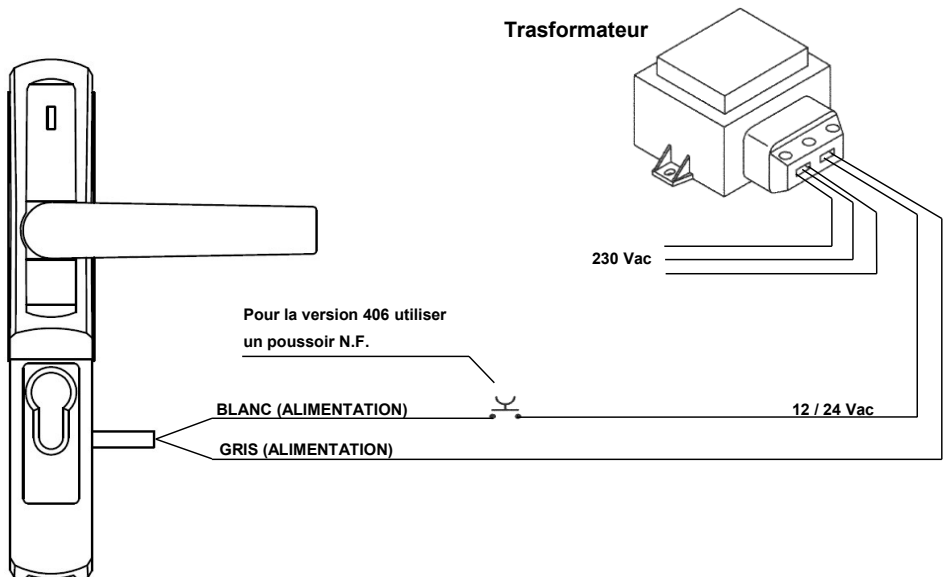 Trasformateur
230 Vac
Pour la version 406 utiliser
un poussoir N.F.
BLANC (ALIMENTATION)
12 / 24 Vac
GRIS (ALIMENTATION)